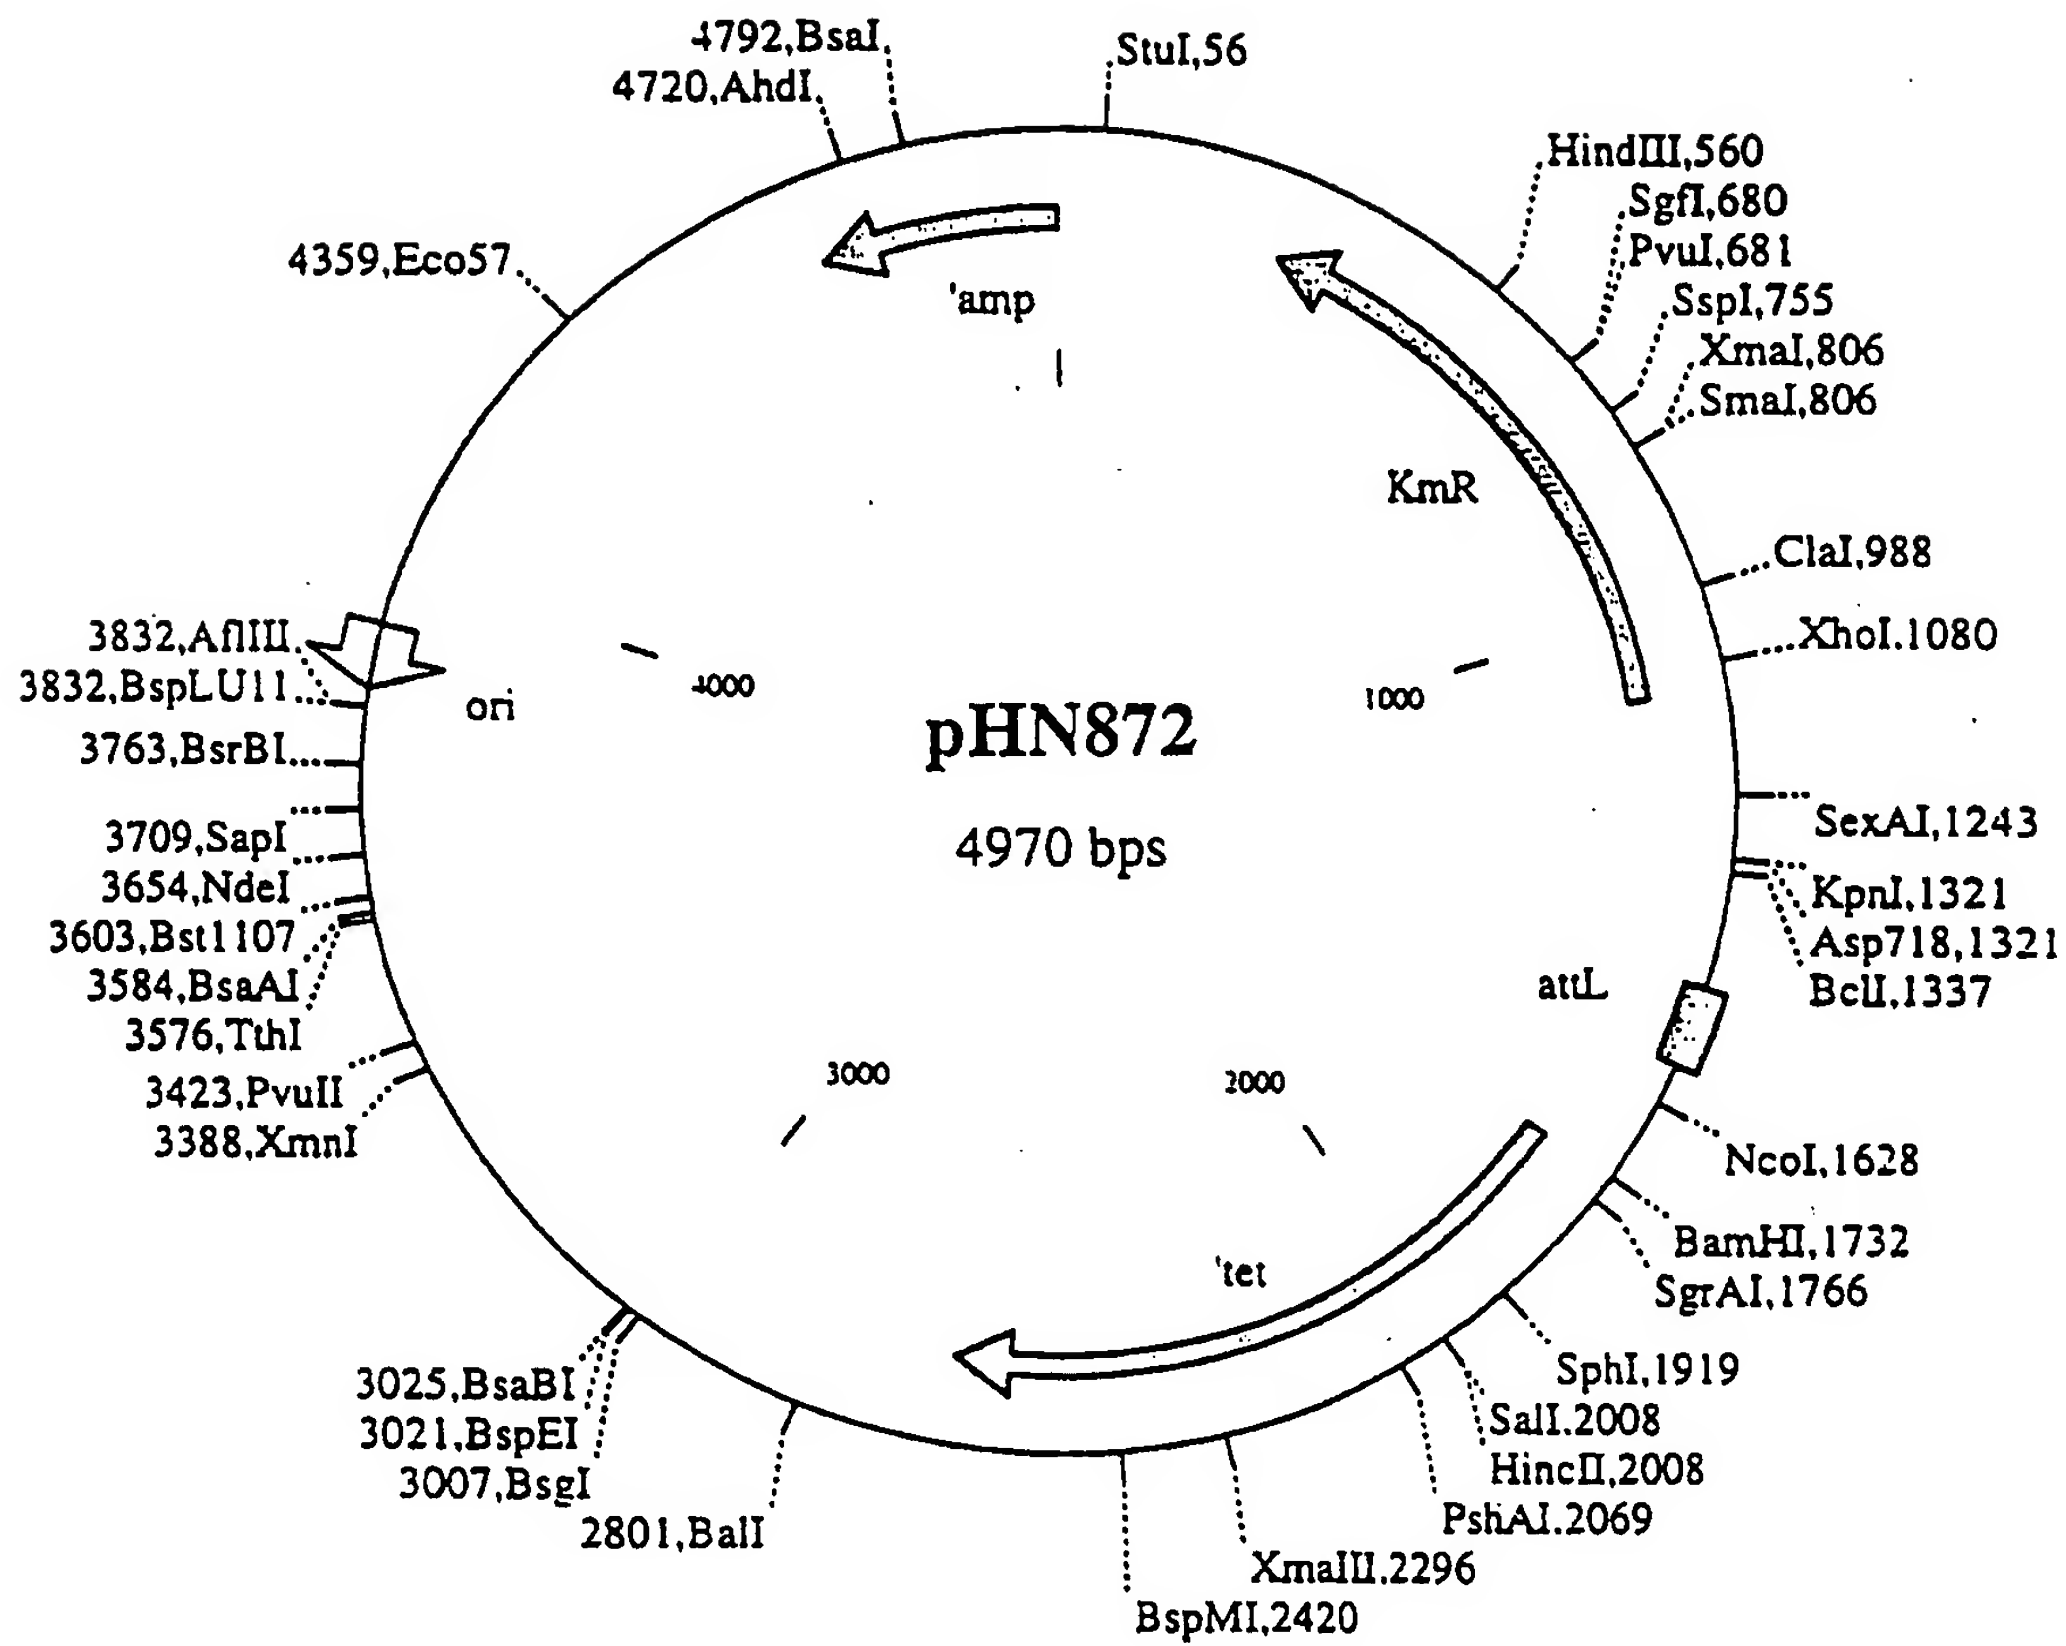 4792,BsaI
4720,AhdI
StuI,56
HindIII,560
SgfI,680
PvuI,681
SspI,755
XmaI,806
SmaI,806
4359,Eco57
'amp
KmR
ClaI,988
XhoI.1080
3832,AflIII
3832,BspLU11
ori
4000
1000
pHN872
3763,BsrBI
4970 bps
3709,SapI
3654,NdeI
3603,Bst1107
3584,BsaAI
3576,TthI
SexAI,1243
KpnI,1321
Asp718,1321
BclI,1337
attL
3423,PvuII
3388,XmnI
3000
2000
NcoI,1628
BamHI,1732
SgrAI,1766
'tet
SphI,1919
SalI.2008
HincII,2008
PshAI.2069
3025,BsaBI
3021,BspEI
3007,BsgI
2801,BalI
XmaIII.2296
BspMI,2420